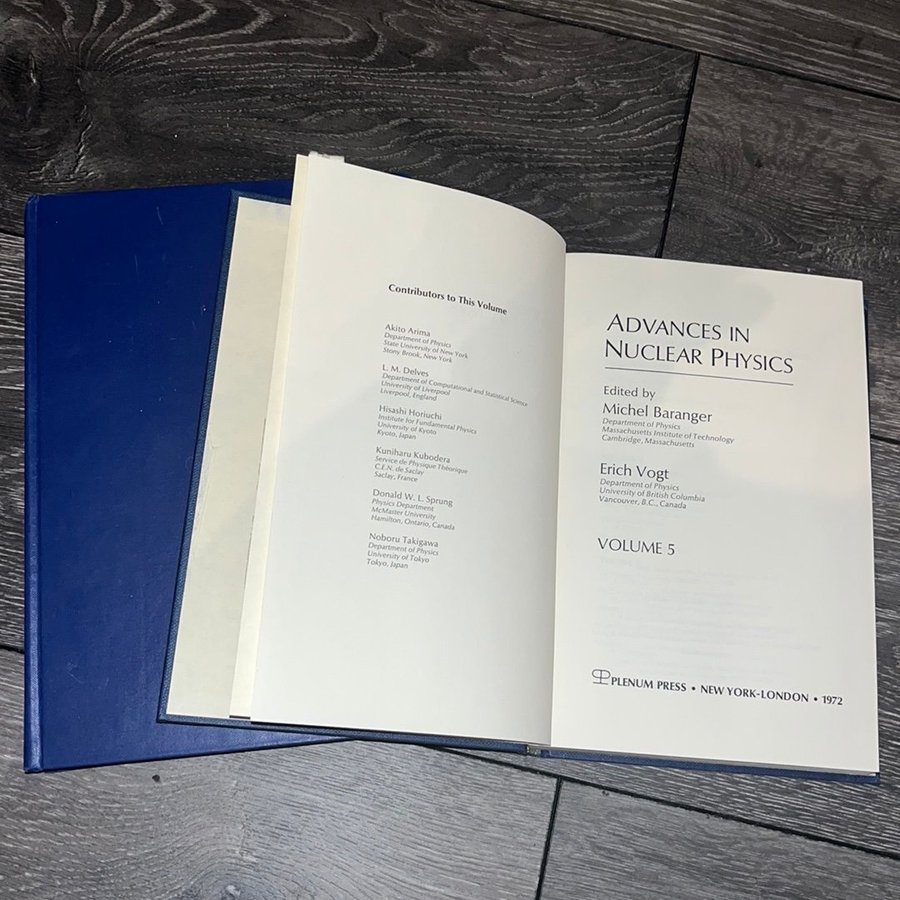 Contributors to This Volume
Akito Arima
Department of Physics
State University of New York
Stony Brook, New York
L. M. Delves
Department of Computational and Statistical Science
University of Liverpool
Liverpool, England
Hisashi Horiuchi
Institute for Fundamental Physics
University of Kyoto
Kyoto, Japan
Kuniharu Kubodera
Service de Physique Théorique
C.E.N. de Saclay
Saclay, France
Donald W. L. Sprung
Physics Department
McMaster University
Hamilton, Ontario, Canada
Noboru Takigawa
Department of Physics
University of Tokyo
Tokyo, Japan
ADVANCES IN
NUCLEAR PHYSICS
Edited by
Michel Baranger
Department of Physics
Massachusetts Institute of Technology
Cambridge, Massachusetts
Erich Vogt
Department of Physics
University of British Columbia
Vancouver, B.C., Canada
VOLUME 5
PLENUM PRESS • NEW YORK-LONDON • 1972